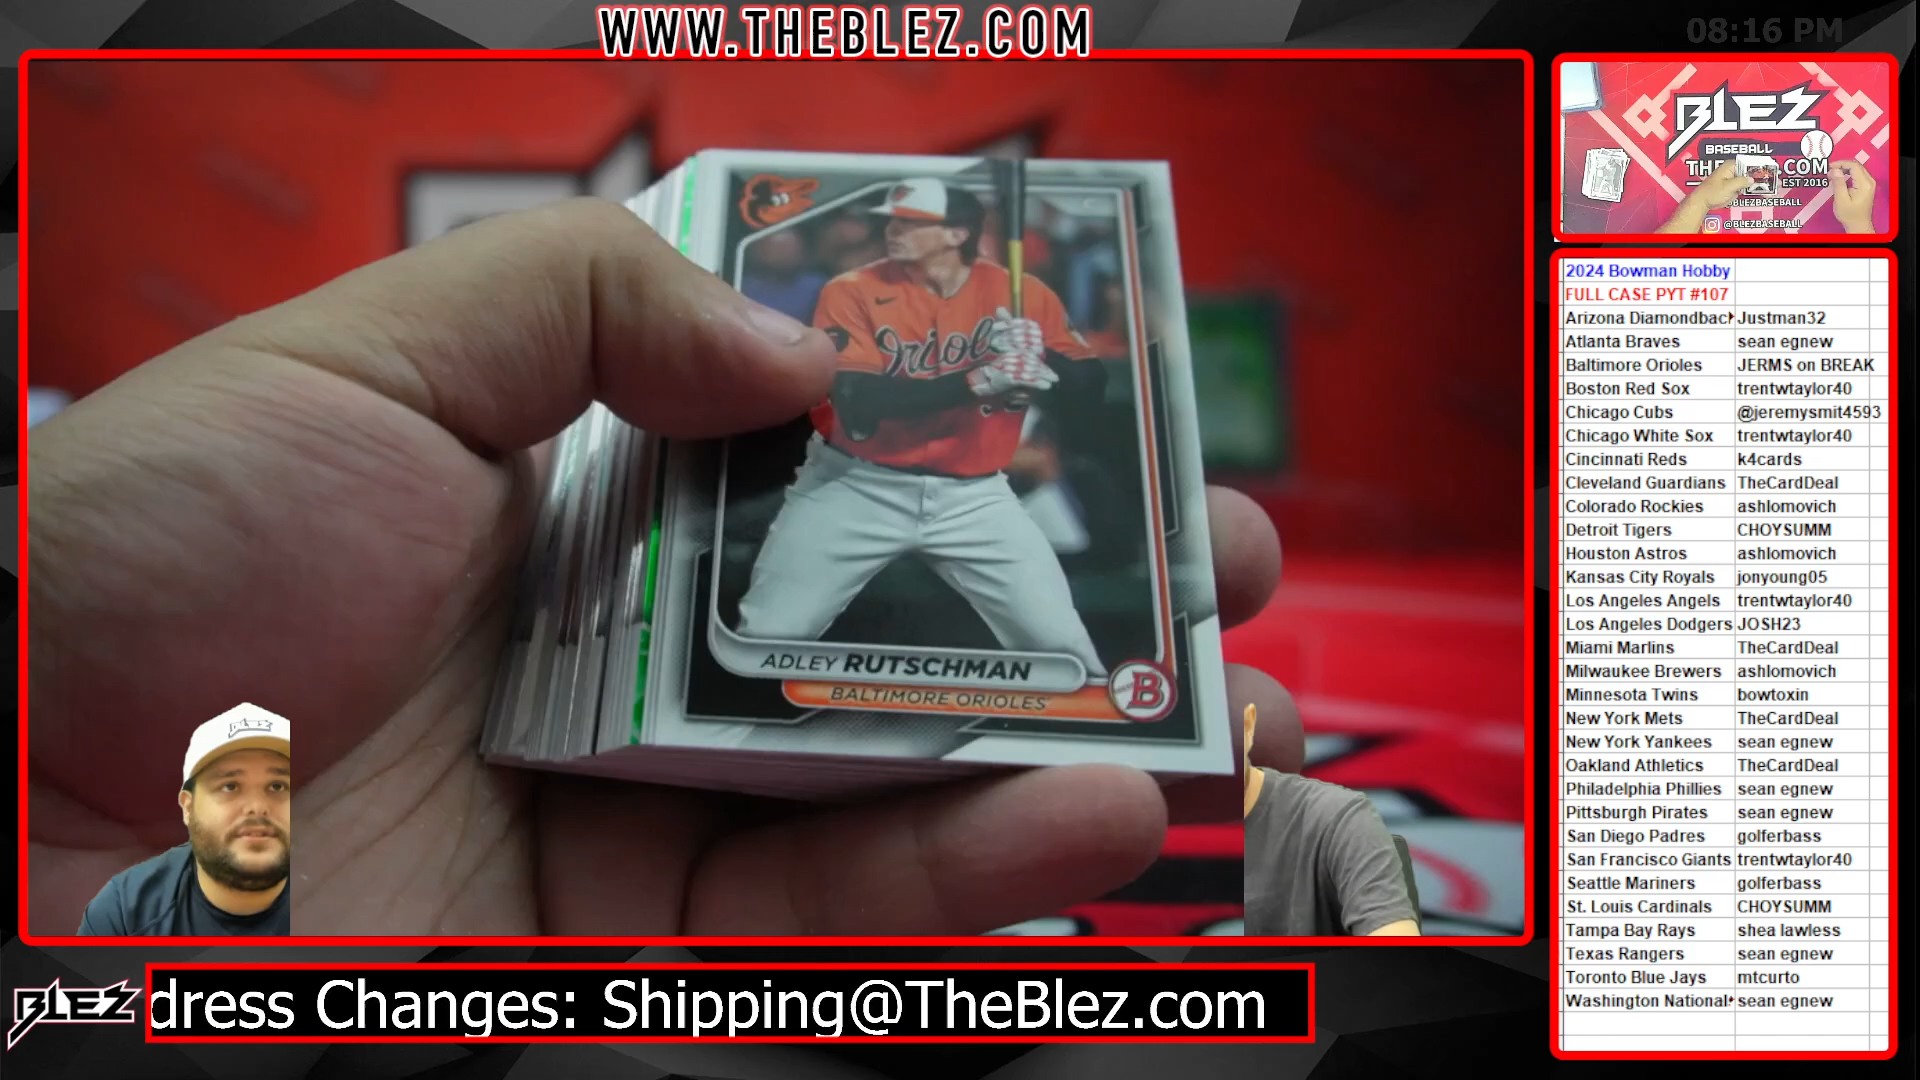 WWW.THEBLEZ.COM
08:16 PM
Orioles
ADLEY RUTSCHMAN
BALTIMORE ORIOLES
B
BLEZ
BASEBALL
.COM
EST 2016
@BLEZBASEBALL
@BLEZBASEBALL
2024 Bowman Hobby
FULL CASE PYT #107
Arizona Diamondbac Justman32
Atlanta Braves sean egnew
Baltimore Orioles JERMS on BREAK
Boston Red Sox trentwtaylor40
Chicago Cubs @jeremysmit4593
Chicago White Sox trentwtaylor40
Cincinnati Reds k4cards
Cleveland Guardians TheCardDeal
Colorado Rockies ashlomovich
Detroit Tigers CHOYSUMM
Houston Astros ashlomovich
Kansas City Royals jonyoung05
Los Angeles Angels trentwtaylor40
Los Angeles Dodgers JOSH23
Miami Marlins TheCardDeal
Milwaukee Brewers ashlomovich
Minnesota Twins bowtoxin
New York Mets TheCardDeal
New York Yankees sean egnew
Oakland Athletics TheCardDeal
Philadelphia Phillies sean egnew
Pittsburgh Pirates sean egnew
San Diego Padres golferbass
San Francisco Giants trentwtaylor40
Seattle Mariners golferbass
St. Louis Cardinals CHOYSUMM
Tampa Bay Rays shea lawless
Texas Rangers sean egnew
Toronto Blue Jays mtcurto
Washington National sean egnew
BLEZ
BLEZ
dress Changes: Shipping@TheBlez.com